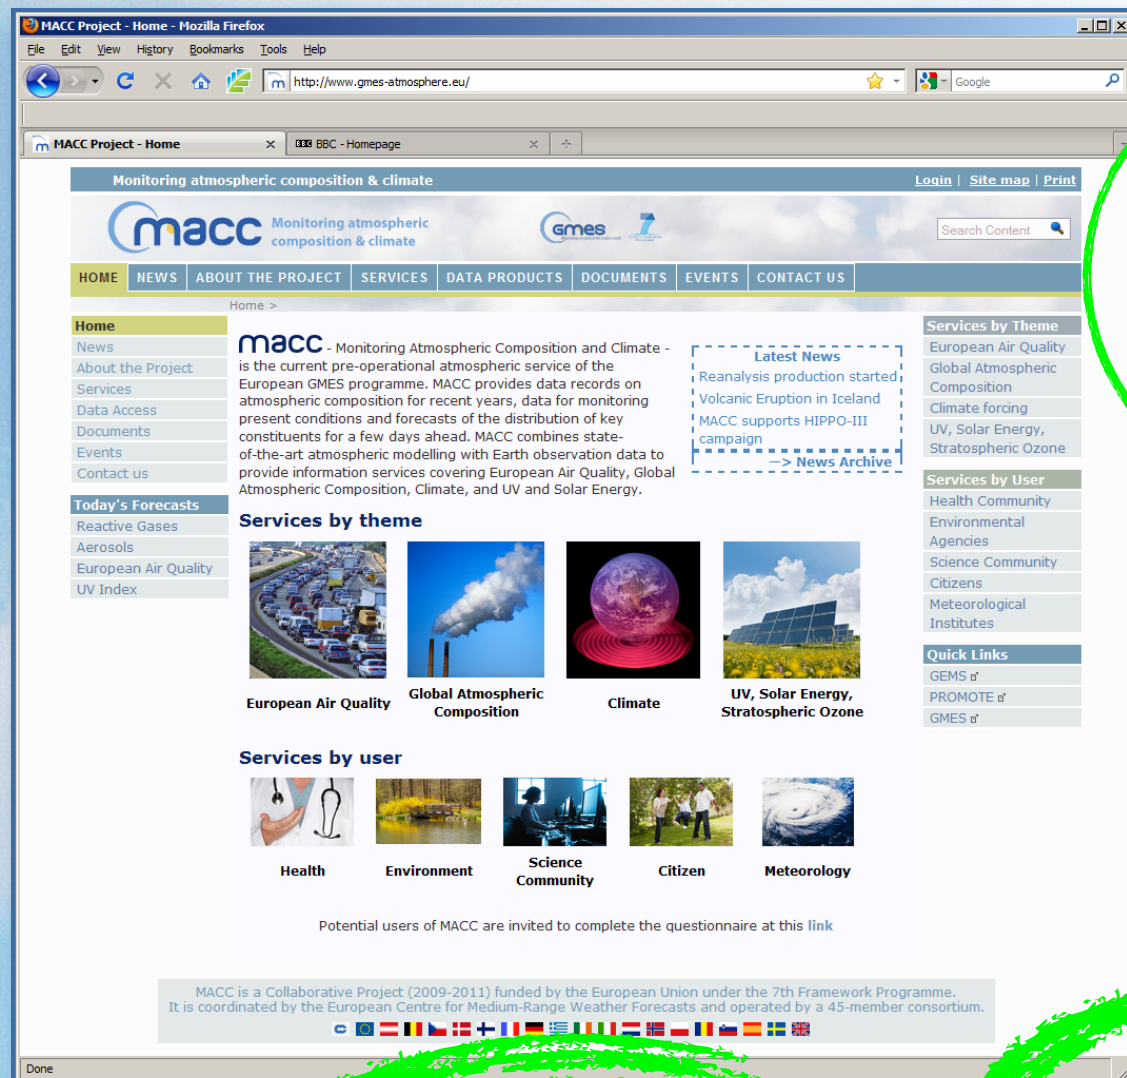 MACC Project - Home - Mozilla Firefox
File Edit View History Bookmarks Tools Help
http://www.gmes-atmosphere.eu/
Google
MACC Project - Home
BBC BBC - Homepage
Monitoring atmospheric composition & climate
Login | Site map | Print
macc Monitoring atmospheric
composition & climate
Gmes
7
Search Content
HOME NEWS ABOUT THE PROJECT SERVICES DATA PRODUCTS DOCUMENTS EVENTS CONTACT US
Home >
Home
News
About the Project
Services
Data Access
Documents
Events
Contact us
Today's Forecasts
Reactive Gases
Aerosols
European Air Quality
UV Index
macc - Monitoring Atmospheric Composition and Climate -
is the current pre-operational atmospheric service of the
European GMES programme. MACC provides data records on
atmospheric composition for recent years, data for monitoring
present conditions and forecasts of the distribution of key
constituents for a few days ahead. MACC combines state-
of-the-art atmospheric modelling with Earth observation data to
provide information services covering European Air Quality, Global
Atmospheric Composition, Climate, and UV and Solar Energy.
Latest News
Reanalysis production started
Volcanic Eruption in Iceland
MACC supports HIPPO-III
campaign
—> News Archive
Services by theme
European Air Quality
Global Atmospheric
Composition
Climate
UV, Solar Energy,
Stratospheric Ozone
Services by user
Health
Environment
Science
Community
Citizen
Meteorology
Potential users of MACC are invited to complete the questionnaire at this link
Services by Theme
European Air Quality
Global Atmospheric
Composition
Climate forcing
UV, Solar Energy,
Stratospheric Ozone
Services by User
Health Community
Environmental
Agencies
Science Community
Citizens
Meteorological
Institutes
Quick Links
GEMS
PROMOTE
GMES
MACC is a Collaborative Project (2009-2011) funded by the European Union under the 7th Framework Programme.
It is coordinated by the European Centre for Medium-Range Weather Forecasts and operated by a 45-member consortium.
Done